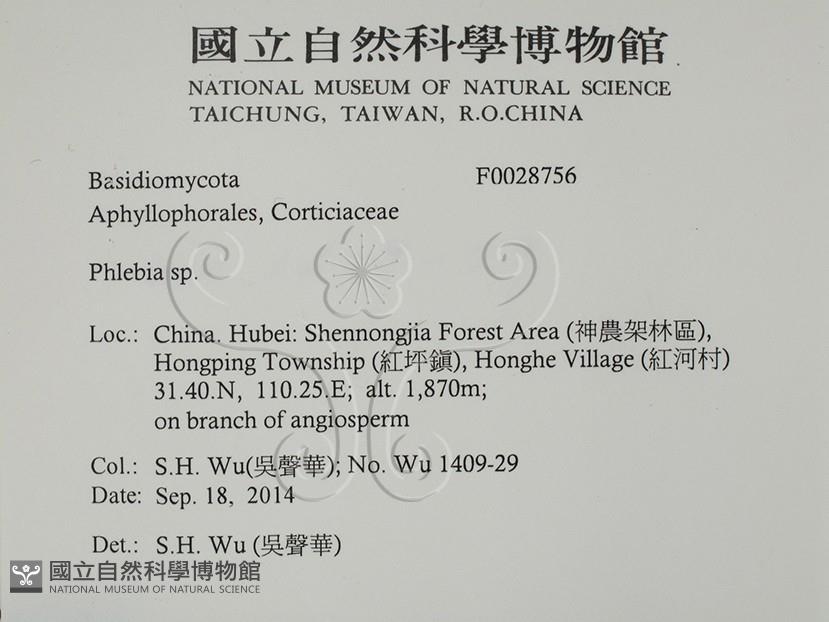 國立自然科學博物館
NATIONAL MUSEUM OF NATURAL SCIENCE
TAICHUNG, TAIWAN, R.O.CHINA
Basidiomycota F0028756
Aphyllophorales, Corticiaceae
Phlebia sp.
Loc.: China. Hubei: Shennongjia Forest Area (神農架林區),
Hongping Township (紅坪鎮), Honghe Village (紅河村)
31.40.N, 110.25.E; alt. 1,870m;
on branch of angiosperm
Col.: S.H. Wu(吳聲華); No. Wu 1409-29
Date: Sep. 18, 2014
Det.: S.H. Wu (吳聲華)
國立自然科學博物館
NATIONAL MUSEUM OF NATURAL SCIENCE